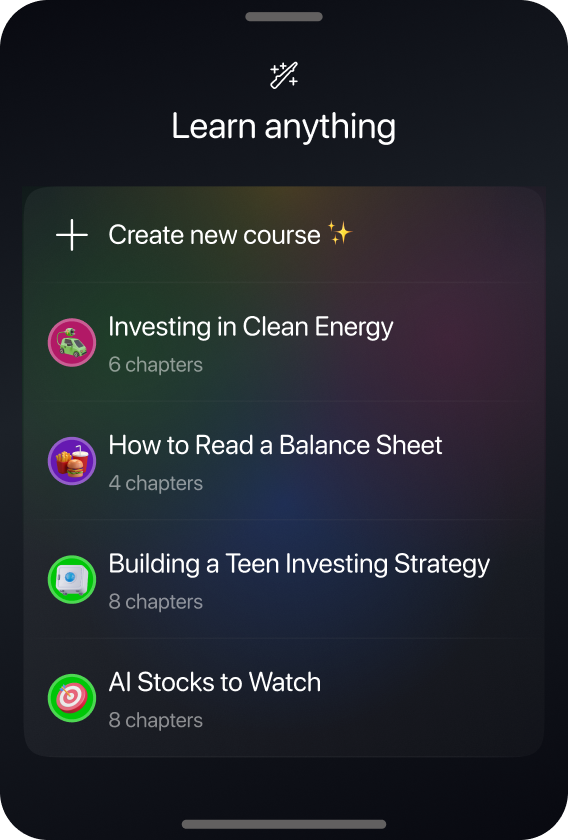 Learn anything
Create new course ✨
Investing in Clean Energy
6 chapters
How to Read a Balance Sheet
4 chapters
Building a Teen Investing Strategy
8 chapters
AI Stocks to Watch
8 chapters